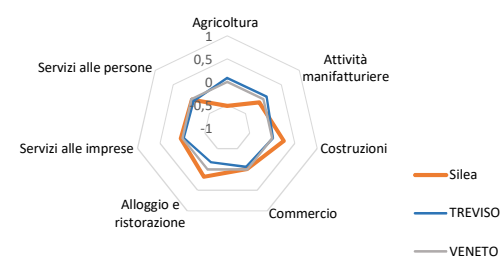 Agricoltura
1
0,5
0
-0,5
-1
Attività
manifatturiere
Costruzioni
Commercio
Alloggio e
ristorazione
Servizi alle imprese
Servizi alle persone
Silea
TREVISO
VENETO